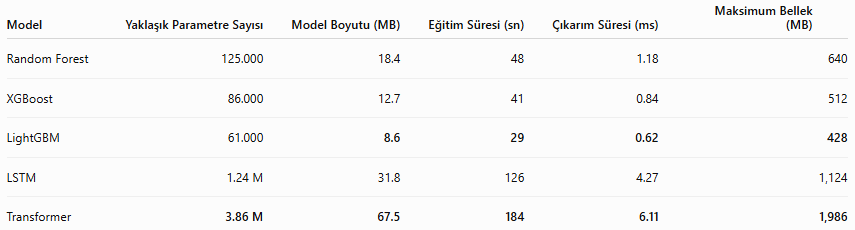 Model Yaklaşık Parametre Sayısı Model Boyutu (MB) Eğitim Süresi (sn) Çıkarım Süresi (ms) Maksimum Bellek (MB)
Random Forest 125.000 18.4 48 1.18 640
XGBoost 86.000 12.7 41 0.84 512
LightGBM 61.000 8.6 29 0.62 428
LSTM 1.24 M 31.8 126 4.27 1,124
Transformer 3.86 M 67.5 184 6.11 1,986